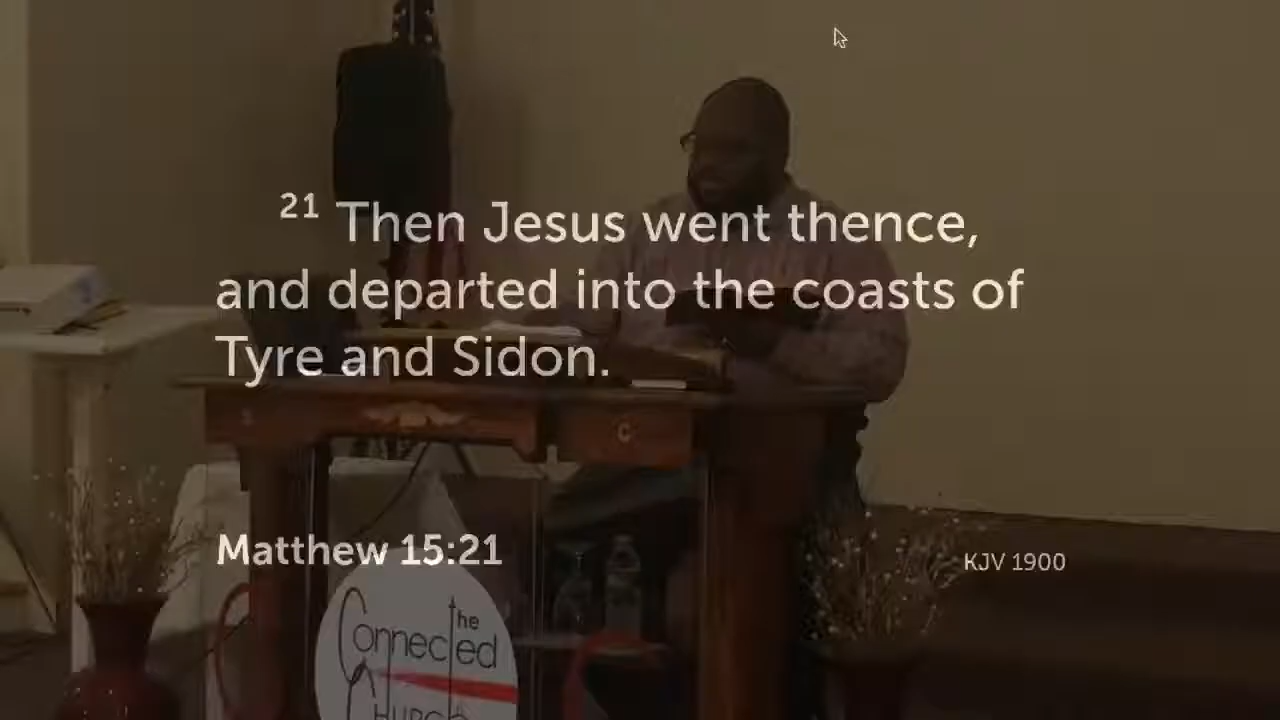 21 Then Jesus went thence,
and departed into the coasts of
Tyre and Sidon.
Matthew 15:21
KJV 1900
C
the
Connected
Church